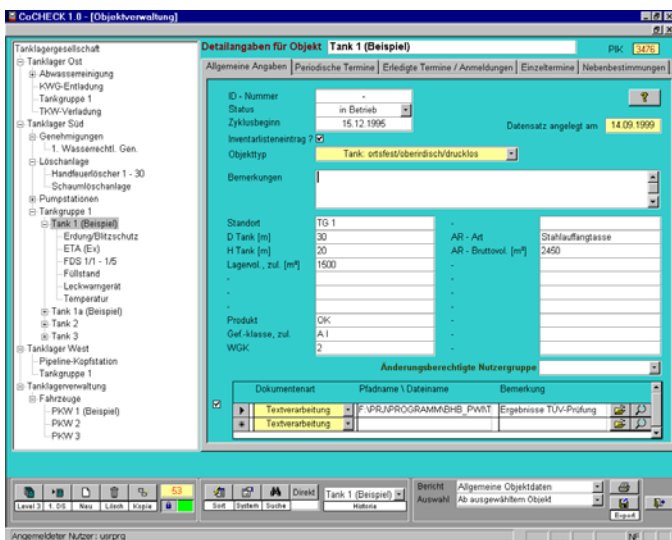 CoCHECK 1.0 - [Objektverwaltung]
Tanklagergesellschaft
Tanklager Ost
Abwasserreinigung
KWG-Entladung
Tankgruppe 1
TKW-Verladung
Tanklager Süd
Genehmigungen
1. Wasserrechtl. Gen.
Löschanlage
Handfeuerlöscher 1 - 30
Schaumlöschanlage
Pumpstationen
Tankgruppe 1
Tank 1 (Beispiel)
Erdung/Blitzschutz
ETA (Ex)
FDS 1/1 - 1/5
Füllstand
Leckwarngerät
Temperatur
Tank 1a (Beispiel)
Tank 2
Tank 3
Tanklager West
Pipeline-Kopfstation
Tankgruppe 1
Tanklagerverwaltung
Fahrzeuge
PKW 1 (Beispiel)
PKW 2
PKW 3
Detailangaben für Objekt Tank 1 (Beispiel) PIK 3476
Allgemeine Angaben Periodische Termine Erledigte Termine / Anmeldungen Einzeltermine Nebenbestimmungen
ID - Nummer - ?
Status in Betrieb
Zyklusbeginn 15.12.1995 Datensatz angelegt am 14.09.1999
Inventarlisteneintrag ?
Objekttyp Tank: ortsfest/oberirdisch/drucklos
Bemerkungen
Standort TG 1 -
D Tank [m] 30 AR - Art Stahlauffangtasse
H Tank [m] 20 AR - Bruttovol. [m³] 2450
Lagervol., zul. [m³] 1500 -
- -
- -
- -
Produkt OK -
Gef.-klasse, zul. A I -
WGK 2 -
Änderungsberechtigte Nutzergruppe
Dokumentenart Pfadname \ Dateiname Bemerkung
Textverarbeitung F:\PRJ\PROGRAMM\BHB_PWI\T Ergebnisse TÜV-Prüfung
Textverarbeitung
53 Direkt Tank 1 (Beispiel)
Level 3 1. DS Neu Lösch Kopie Sort System Suche Historie
Bericht Allgemeine Objektdaten
Auswahl Ab ausgewähltem Objekt
Export
Angemeldeter Nutzer : usrprg NF